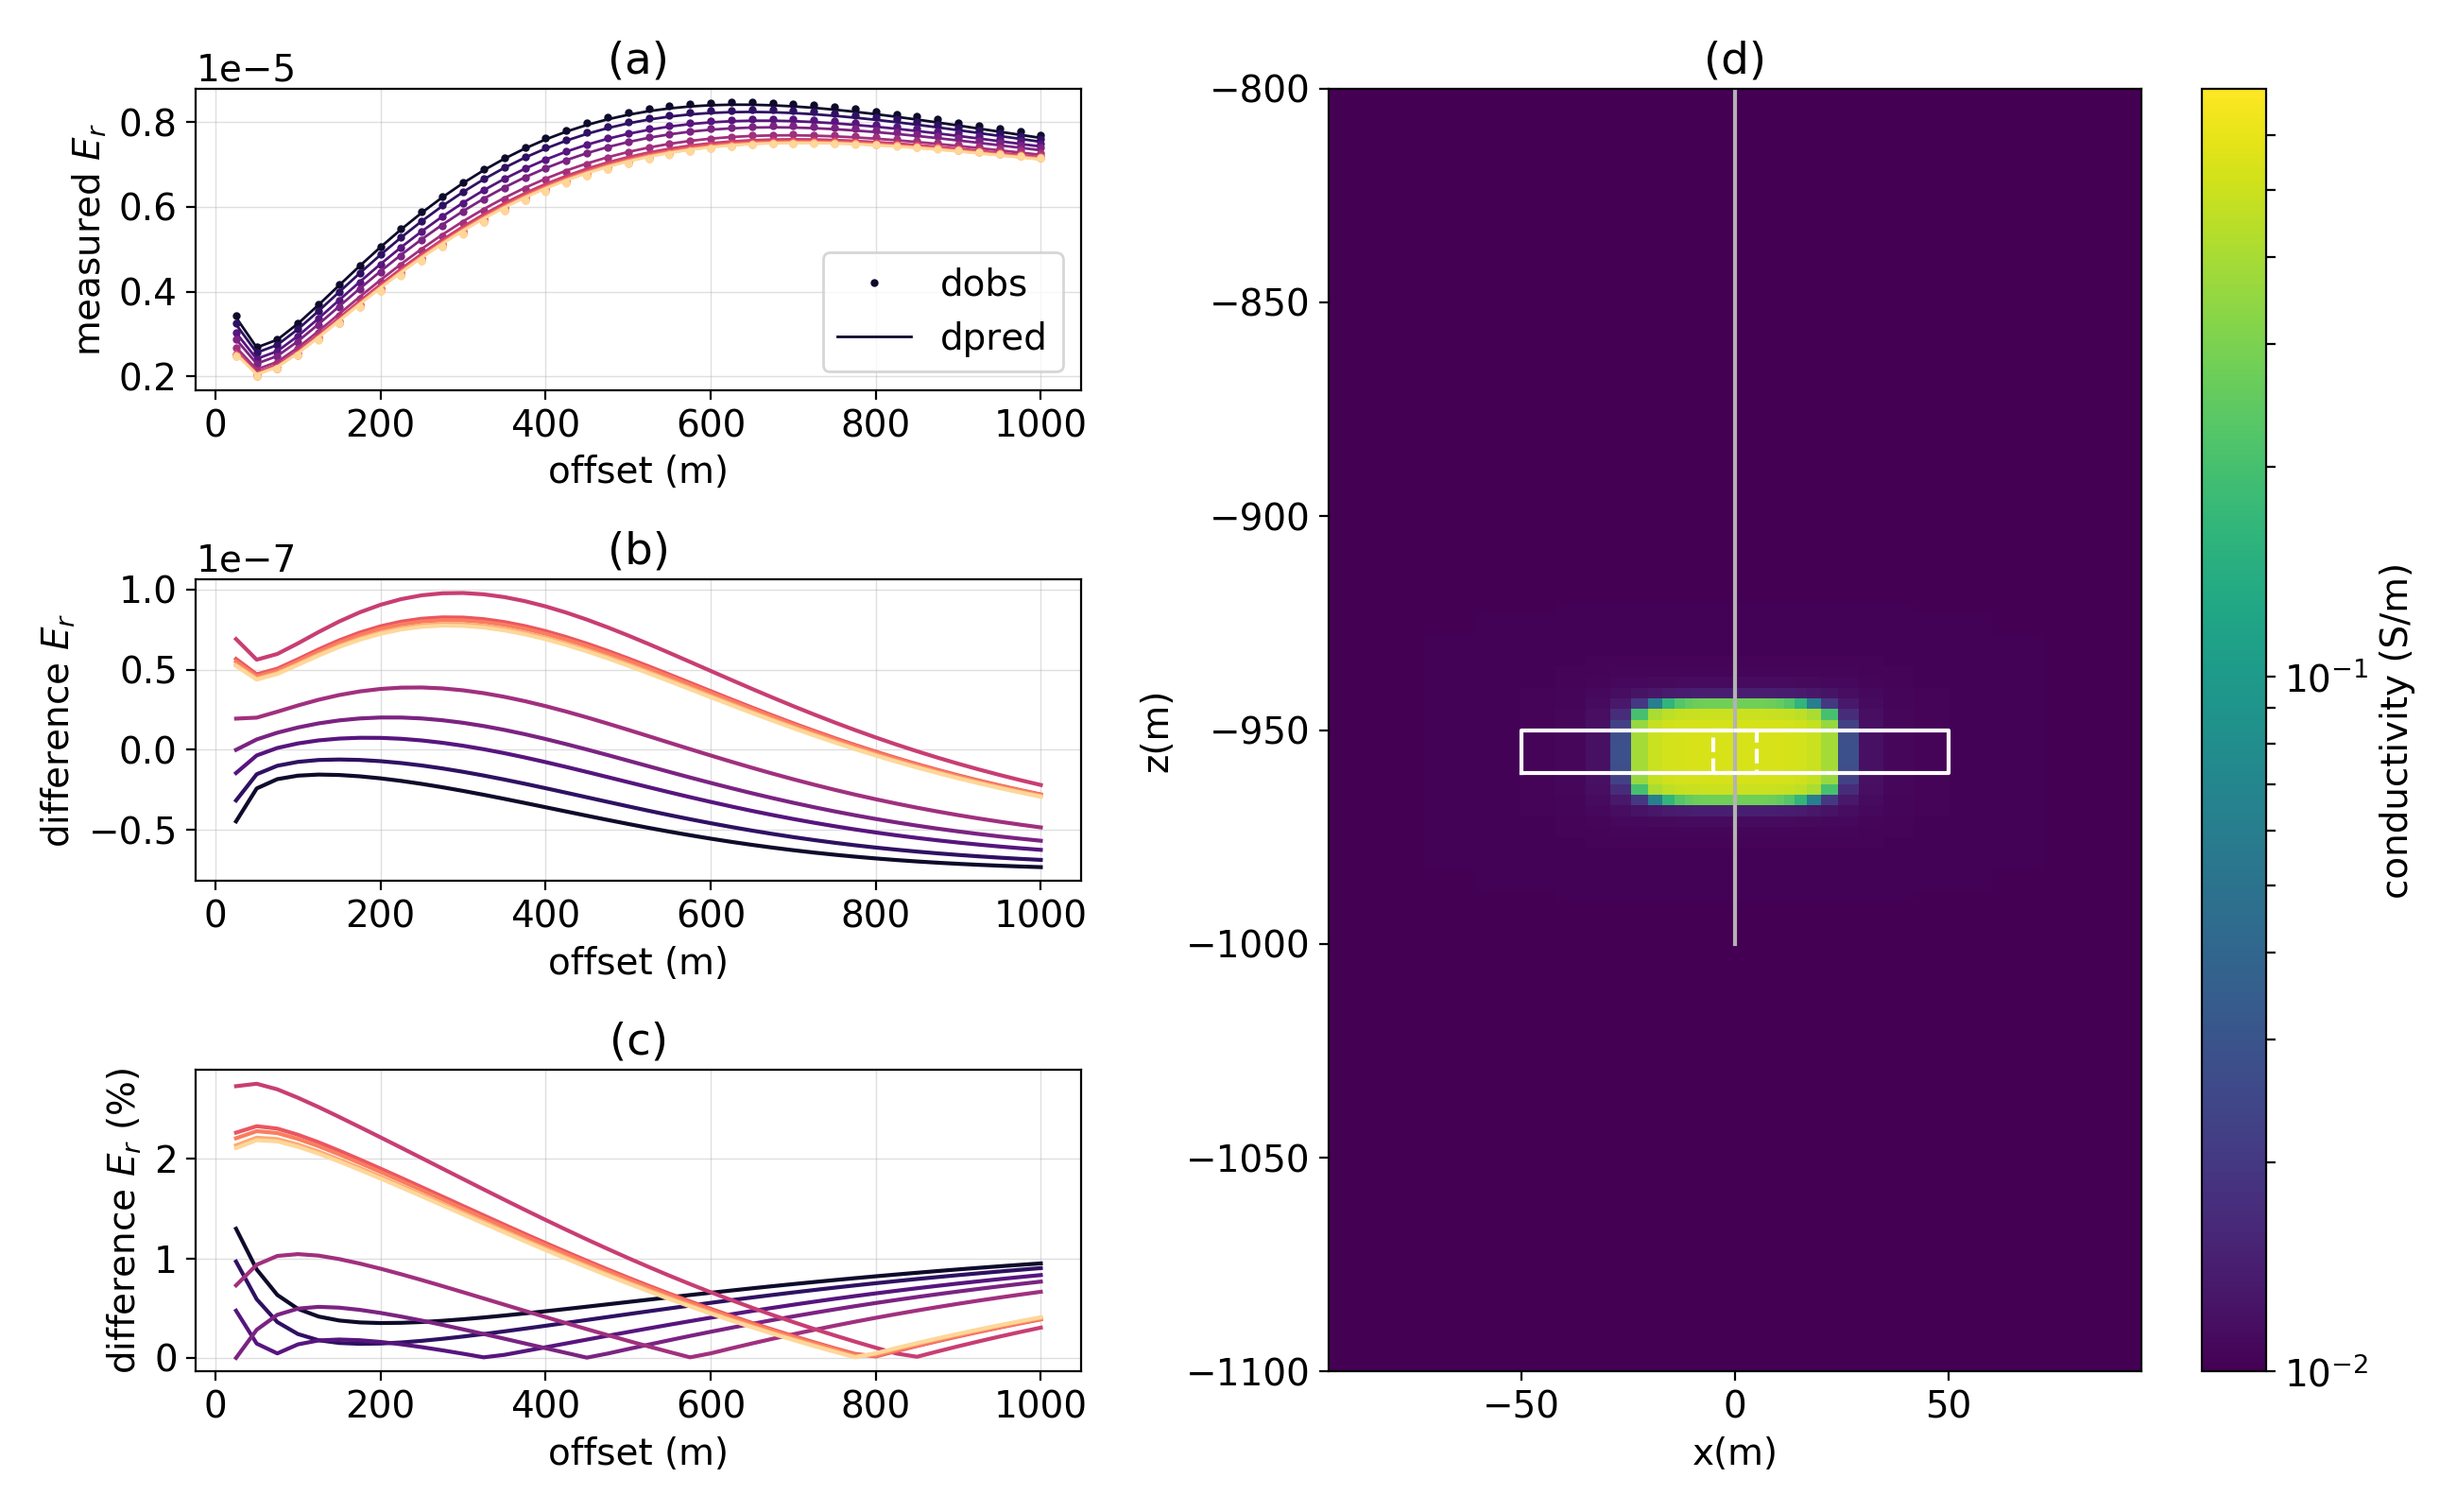 (a)
1e−5
0.8
0.6
0.4
0.2
measured E_r
dobs
dpred
0 200 400 600 800 1000
offset (m)
(b)
1e−7
1.0
0.5
0.0
−0.5
difference E_r
0 200 400 600 800 1000
offset (m)
(c)
2
1
0
difference E_r (%)
0 200 400 600 800 1000
offset (m)
(d)
−800
−850
−900
−950
−1000
−1050
−1100
z(m)
−50 0 50
x(m)
10^{−1}
10^{−2}
conductivity (S/m)